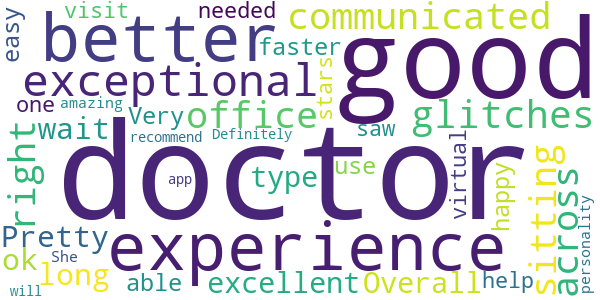 easy
visit
needed
communicated
better
good
faster
exceptional
stars
one
amazing
Very
office
saw
glitches
right
wait
recommend
Definitely
doctor
app
type
use
virtual
happy
sitting
across
personality
Pretty
ok
She
experience
long
able
excellent
Overall
help
will